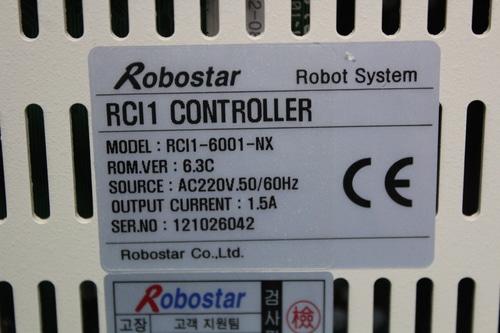 Robostar Robot System
RCI1 CONTROLLER
MODEL : RCI1-6001-NX
ROM.VER : 6.3C
SOURCE : AC220V.50/60Hz
OUTPUT CURRENT : 1.5A
SER.NO : 121026042
CE
Robostar Co.,Ltd.
Robostar
검사
檢
고장 고객 지원팀